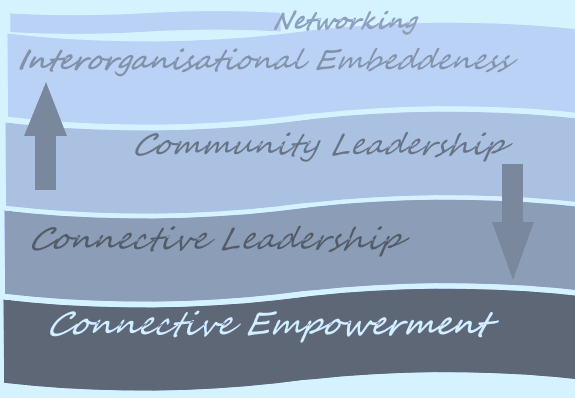 Networking
Interorganisational Embeddeness
Community Leadership
Connective Leadership
Connective Empowerment